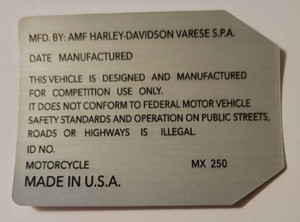 MFD. BY: AMF HARLEY-DAVIDSON VARESE S.P.A.
DATE MANUFACTURED
THIS VEHICLE IS DESIGNED AND MANUFACTURED
FOR COMPETITION USE ONLY.
IT DOES NOT CONFORM TO FEDERAL MOTOR VEHICLE
SAFETY STANDARDS AND OPERATION ON PUBLIC STREETS,
ROADS OR HIGHWAYS IS ILLEGAL.
ID NO.
MOTORCYCLE MX 250
MADE IN U.S.A.